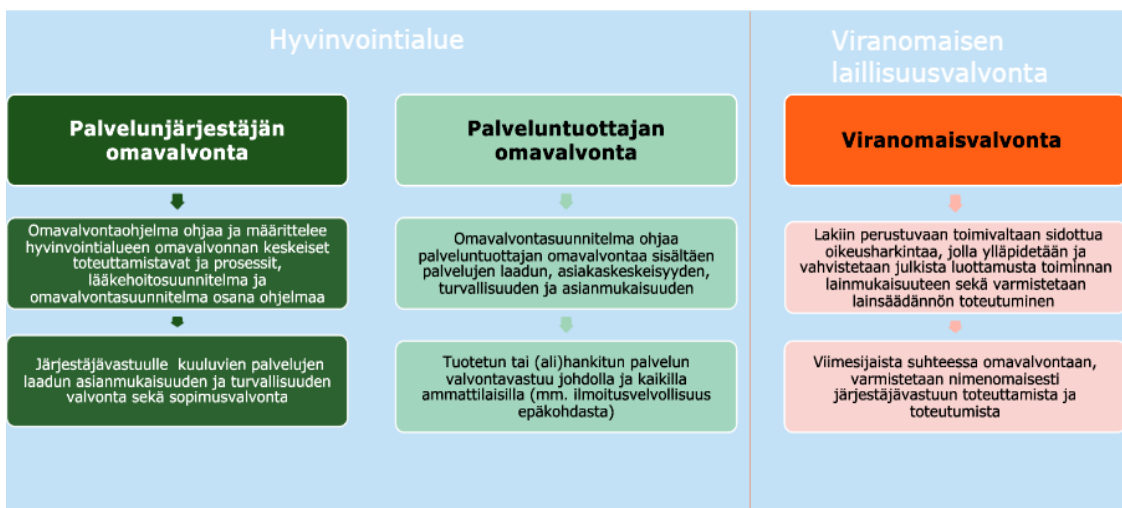 Hyvinvointialue
Viranomaisen
laillisuusvalvonta
Palvelunjärjestäjän
omavalvonta
Omavalvontaohjelma ohjaa ja määrittelee
hyvinvointialueen omavalvonnan keskeiset
toteuttamistavat ja prosessit,
lääkehoitosuunnitelma ja
omavalvontasuunnitelma osana ohjelmaa
Järjestäjävastuulle kuuluvien palvelujen
laadun asianmukaisuuden ja turvallisuuden
valvonta sekä sopimusvalvonta
Palveluntuottajan
omavalvonta
Omavalvontasuunnitelma ohjaa
palveluntuottajan omavalvontaa sisältäen
palvelujen laadun, asiakaskeskeisyyden,
turvallisuuden ja asianmukaisuuden
Tuotetun tai (ali)hankitun palvelun
valvontavastuu johdolla ja kaikilla
ammattilaisilla (mm. ilmoitusvelvollisuus
epäkohdasta)
Viranomaisvalvonta
Lakiin perustuvaan toimivaltaan sidottua
oikeusharkintaa, jolla ylläpidetään ja
vahvistetaan julkista luottamusta toiminnan
lainmukaisuuteen sekä varmistetaan
lainsäädännön toteutuminen
Viimesijaista suhteessa omavalvontaan,
varmistetaan nimenomaisesti
järjestäjävastuun toteuttamista ja
toteutumista